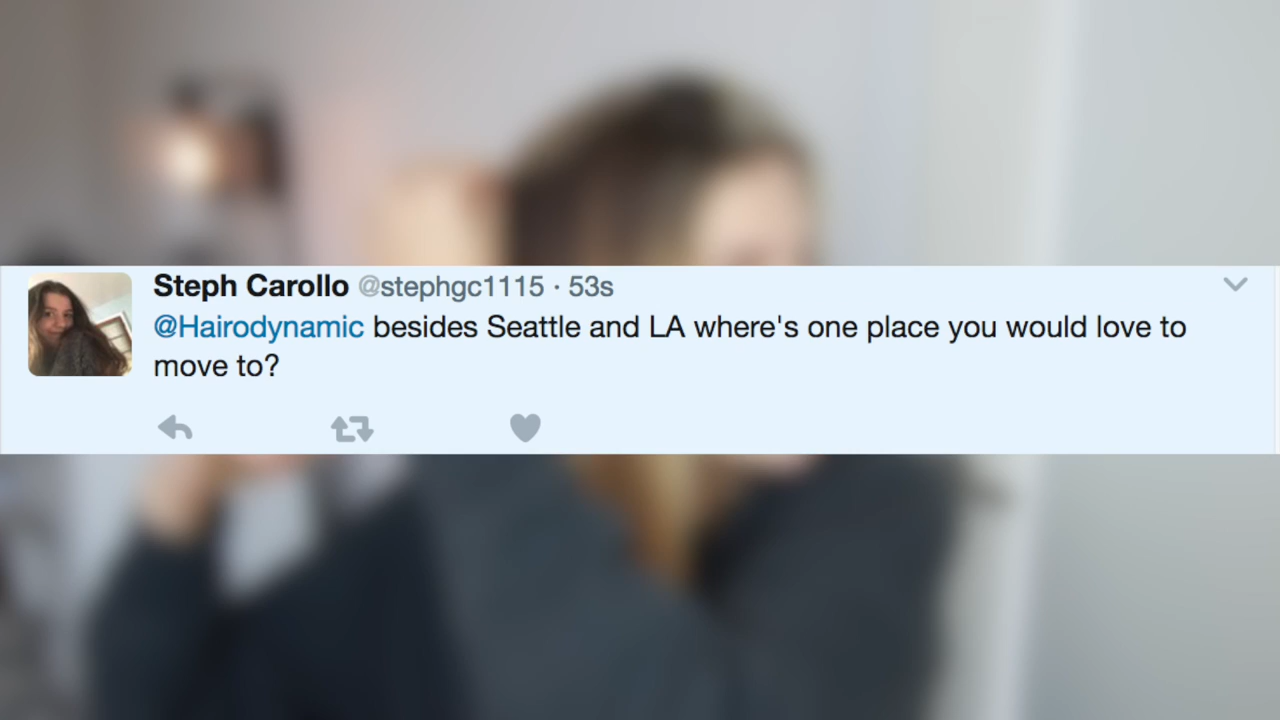 Steph Carollo @stephgc1115 · 53s
@Hairodynamic besides Seattle and LA where's one place you would love to
move to?